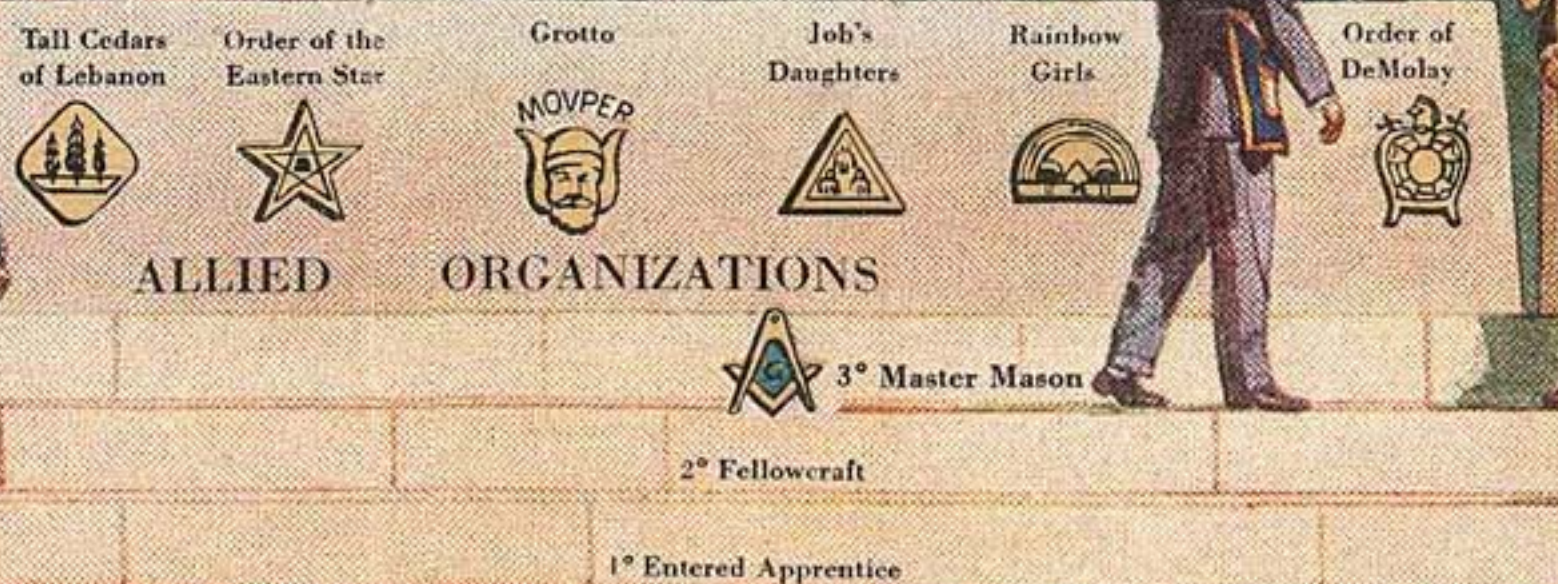 Tall Cedars
of Lebanon
Order of the
Eastern Star
Grotto
MOVPER
Job's
Daughters
Rainbow
Girls
Order of
DeMolay
ALLIED ORGANIZATIONS
G
3° Master Mason
2° Fellowcraft
1° Entered Apprentice